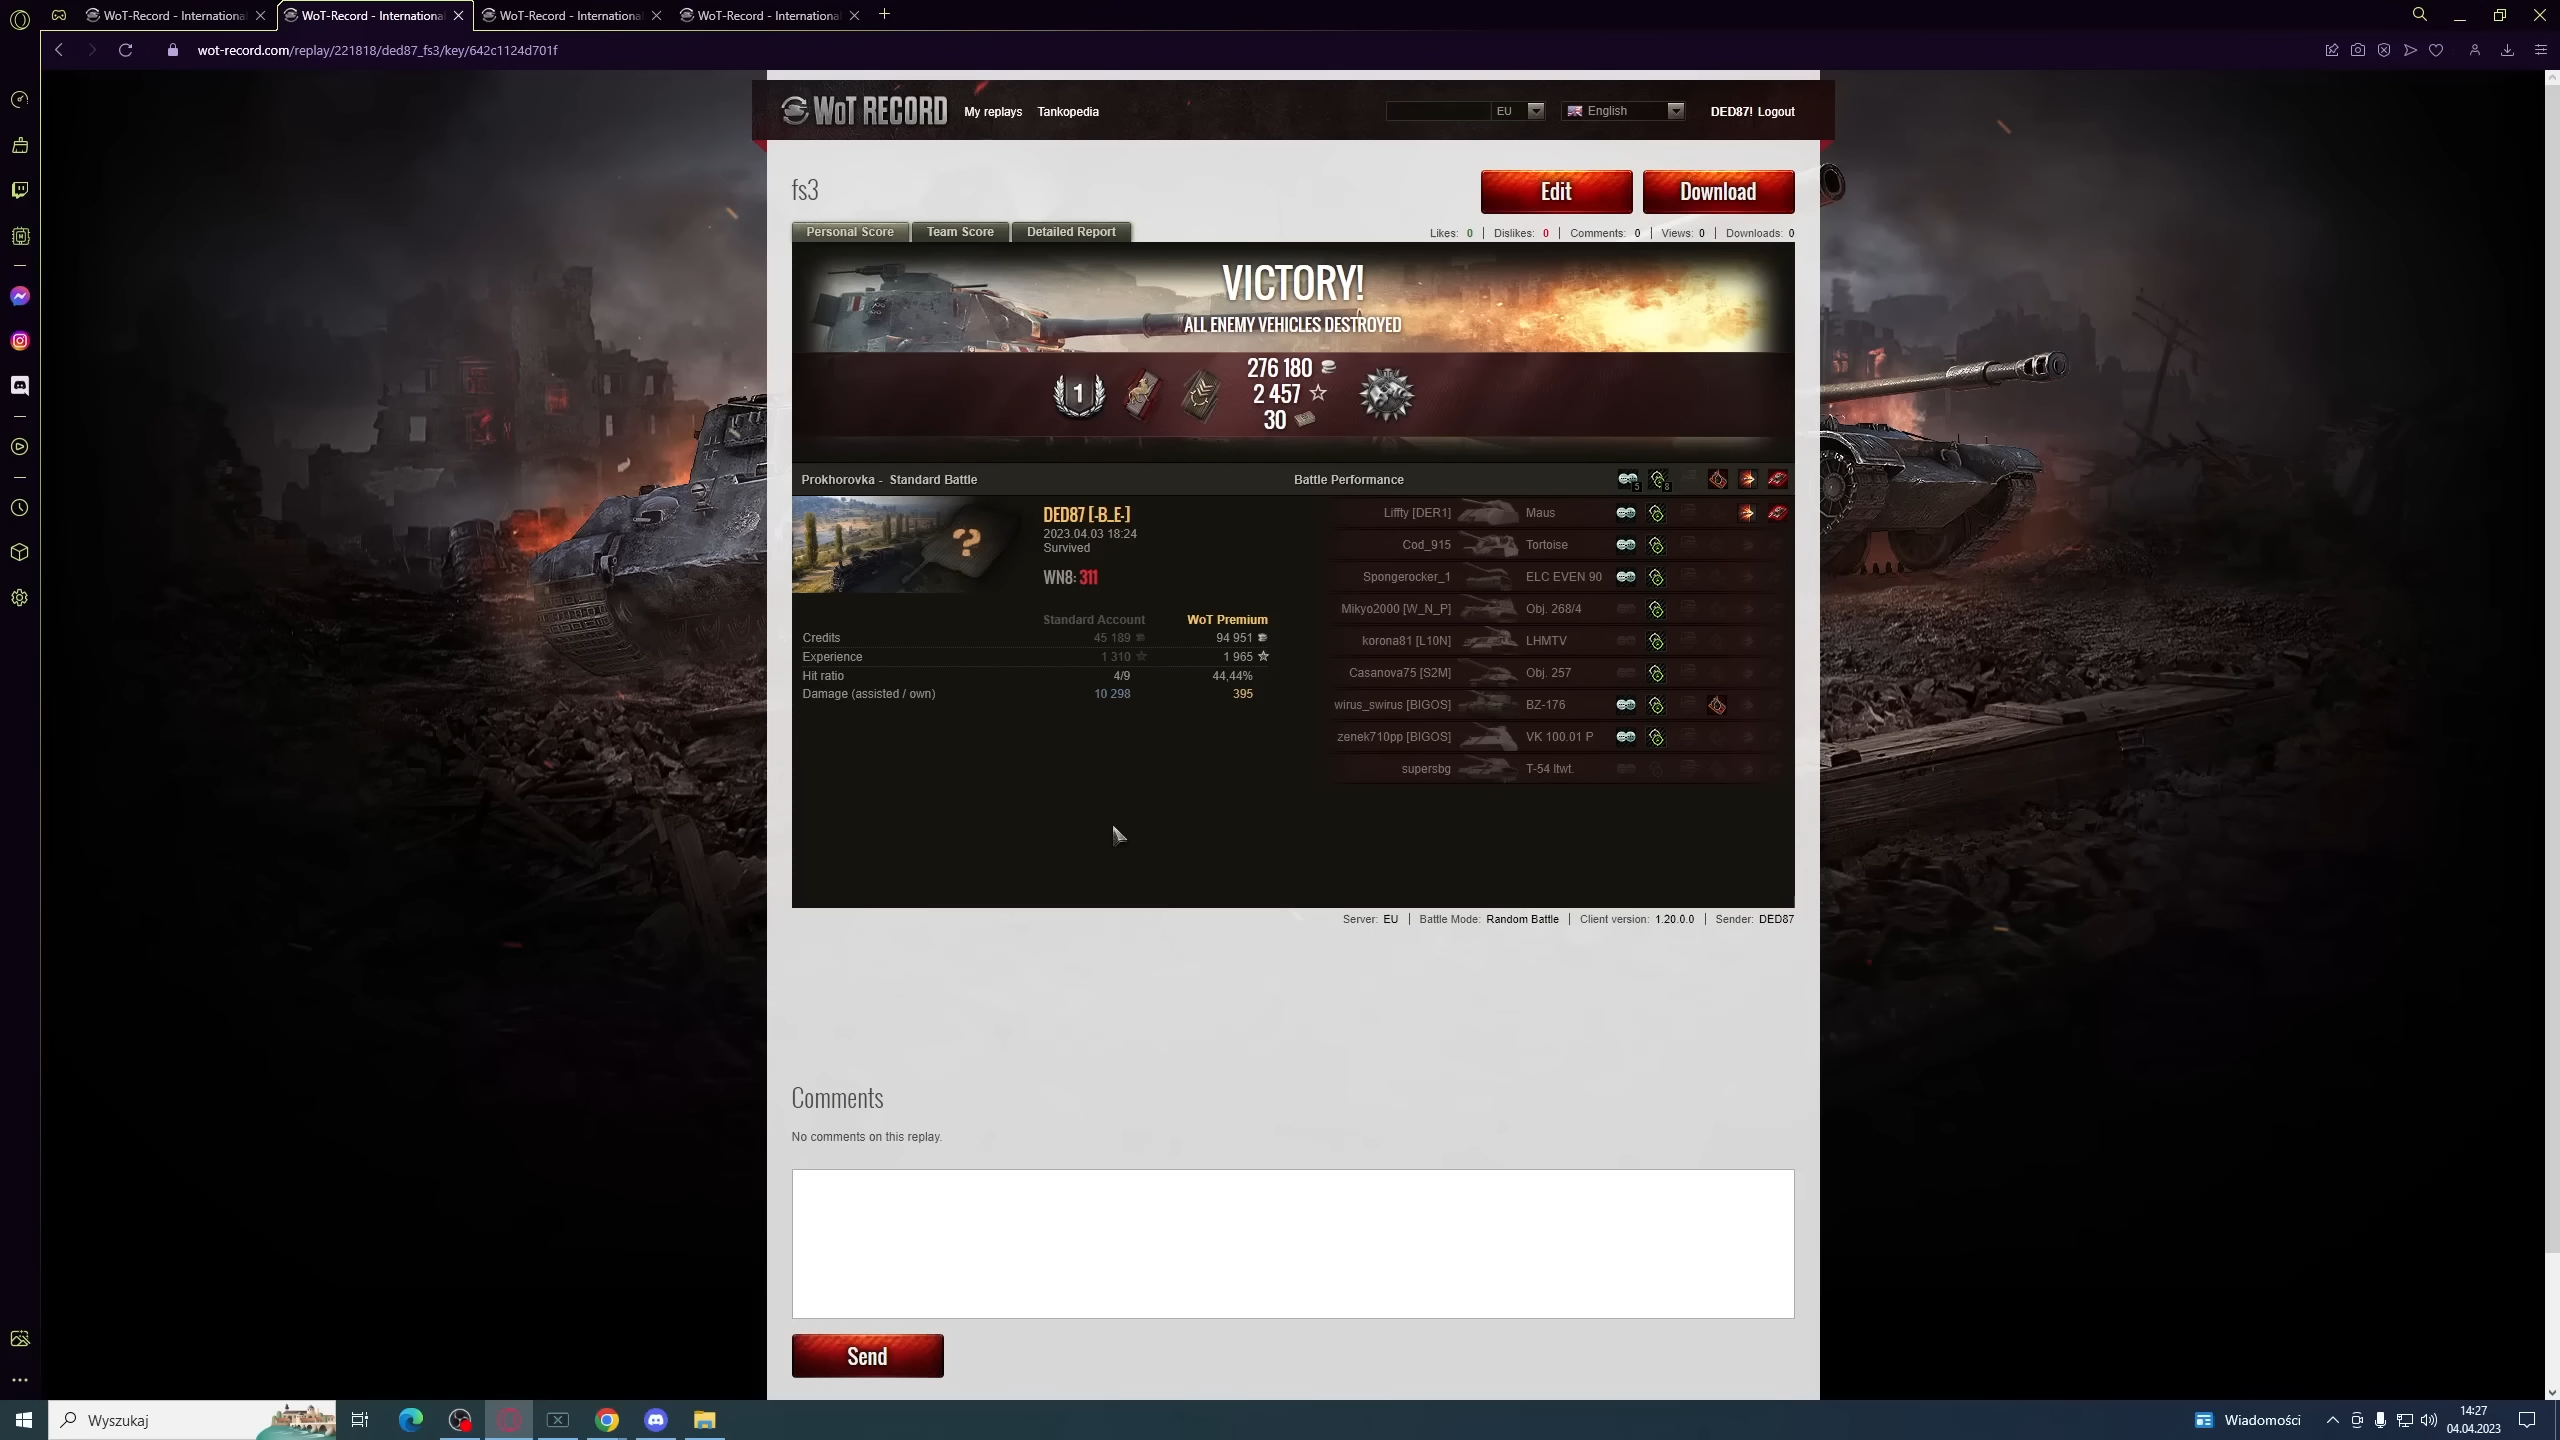 WoT-Record - International
WoT-Record - International
WoT-Record - International
WoT-Record - International
wot-record.com/replay/221818/ded87_fs3/key/642c1124d701f
WoT RECORD
My replays
Tankopedia
EU
English
DED87! Logout
fs3
Edit
Download
Personal Score
Team Score
Detailed Report
Likes: 0 | Dislikes: 0 | Comments: 0 | Views: 0 | Downloads: 0
VICTORY!
ALL ENEMY VEHICLES DESTROYED
1
276 180
2 457
30
Prokhorovka - Standard Battle
Battle Performance
5
8
DED87 [-B_E-]
2023.04.03 18:24
Survived
WN8: 311
Standard Account WoT Premium
Credits 45 189 94 951
Experience 1 310 1 965
Hit ratio 4/9 44,44%
Damage (assisted / own) 10 298 395
Liffty [DER1] Maus
Cod_915 Tortoise
Spongerocker_1 ELC EVEN 90
Mikyo2000 [W_N_P] Obj. 268/4
korona81 [L10N] LHMTV
Casanova75 [S2M] Obj. 257
wirus_swirus [BIGOS] BZ-176
zenek710pp [BIGOS] VK 100.01 P
supersbg T-54 ltwt.
Server: EU | Battle Mode: Random Battle | Client version: 1.20.0.0 | Sender: DED87
Comments
No comments on this replay.
Send
Wyszukaj
Wiadomości
14:27
04.04.2023